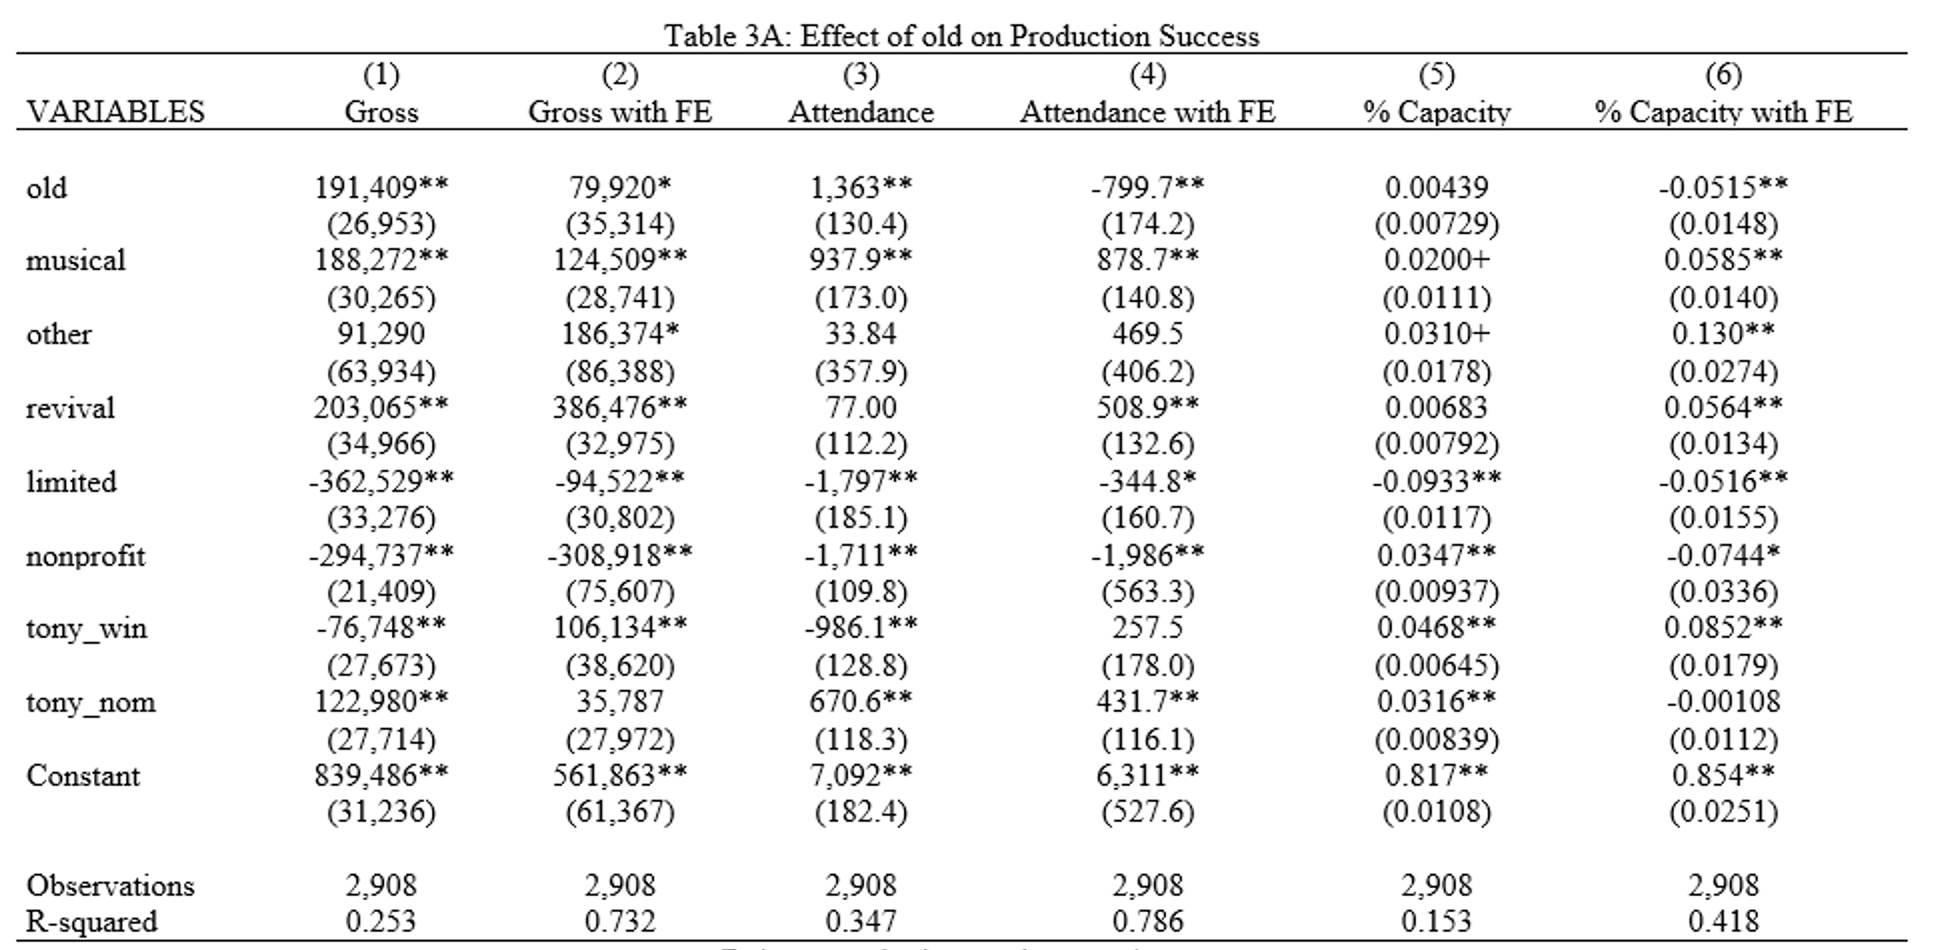 Table 3A: Effect of old on Production Success
(1) (2) (3) (4) (5) (6)
VARIABLES Gross Gross with FE Attendance Attendance with FE % Capacity % Capacity with FE
old 191,409** 79,920* 1,363** -799.7** 0.00439 -0.0515**
(26,953) (35,314) (130.4) (174.2) (0.00729) (0.0148)
musical 188,272** 124,509** 937.9** 878.7** 0.0200+ 0.0585**
(30,265) (28,741) (173.0) (140.8) (0.0111) (0.0140)
other 91,290 186,374* 33.84 469.5 0.0310+ 0.130**
(63,934) (86,388) (357.9) (406.2) (0.0178) (0.0274)
revival 203,065** 386,476** 77.00 508.9** 0.00683 0.0564**
(34,966) (32,975) (112.2) (132.6) (0.00792) (0.0134)
limited -362,529** -94,522** -1,797** -344.8* -0.0933** -0.0516**
(33,276) (30,802) (185.1) (160.7) (0.0117) (0.0155)
nonprofit -294,737** -308,918** -1,711** -1,986** 0.0347** -0.0744*
(21,409) (75,607) (109.8) (563.3) (0.00937) (0.0336)
tony_win -76,748** 106,134** -986.1** 257.5 0.0468** 0.0852**
(27,673) (38,620) (128.8) (178.0) (0.00645) (0.0179)
tony_nom 122,980** 35,787 670.6** 431.7** 0.0316** -0.00108
(27,714) (27,972) (118.3) (116.1) (0.00839) (0.0112)
Constant 839,486** 561,863** 7,092** 6,311** 0.817** 0.854**
(31,236) (61,367) (182.4) (527.6) (0.0108) (0.0251)
Observations 2,908 2,908 2,908 2,908 2,908 2,908
R-squared 0.253 0.732 0.347 0.786 0.153 0.418